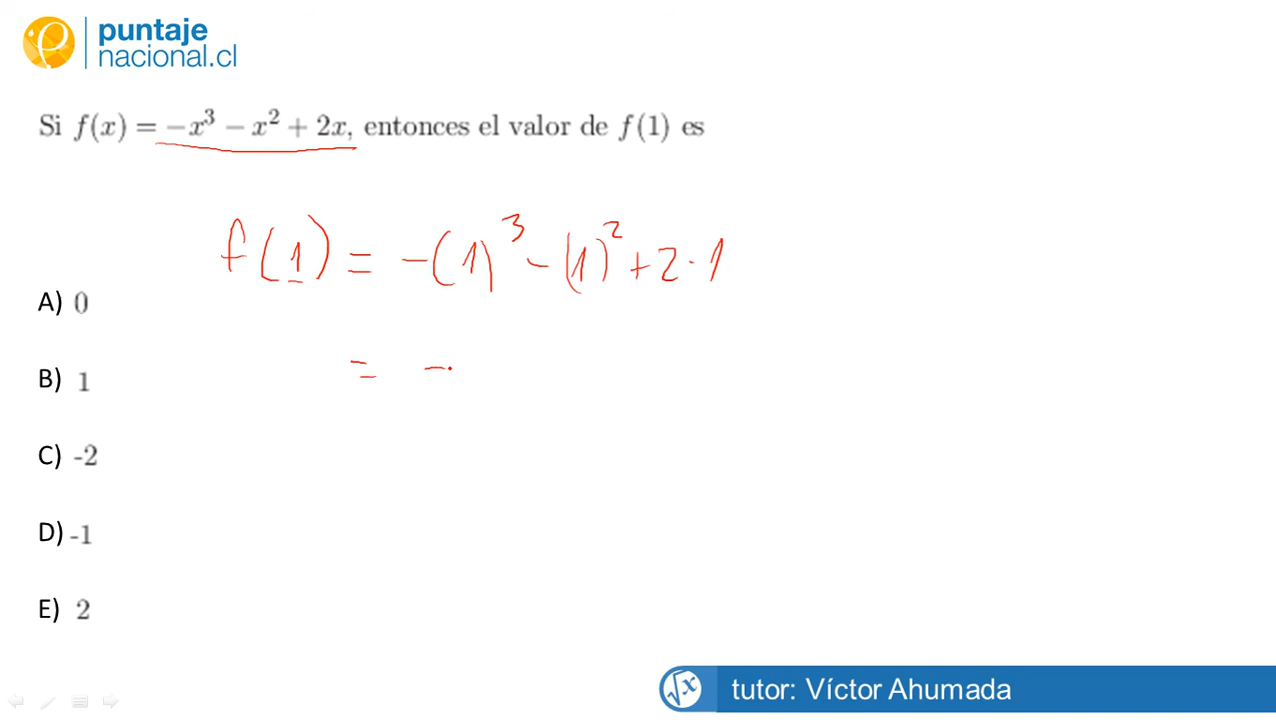 puntaje
nacional.cl
Si f(x) = −x³ − x² + 2x, entonces el valor de f(1) es
f(1) = -(1)³ - (1)² + 2·1
A) 0
= -
B) 1
C) -2
D) -1
E) 2
√x tutor: Víctor Ahumada